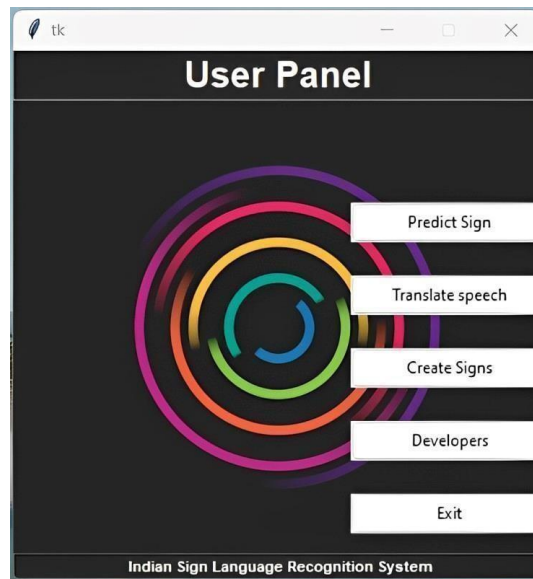 tk
User Panel
Predict Sign
Translate speech
Create Signs
Developers
Exit
Indian Sign Language Recognition System